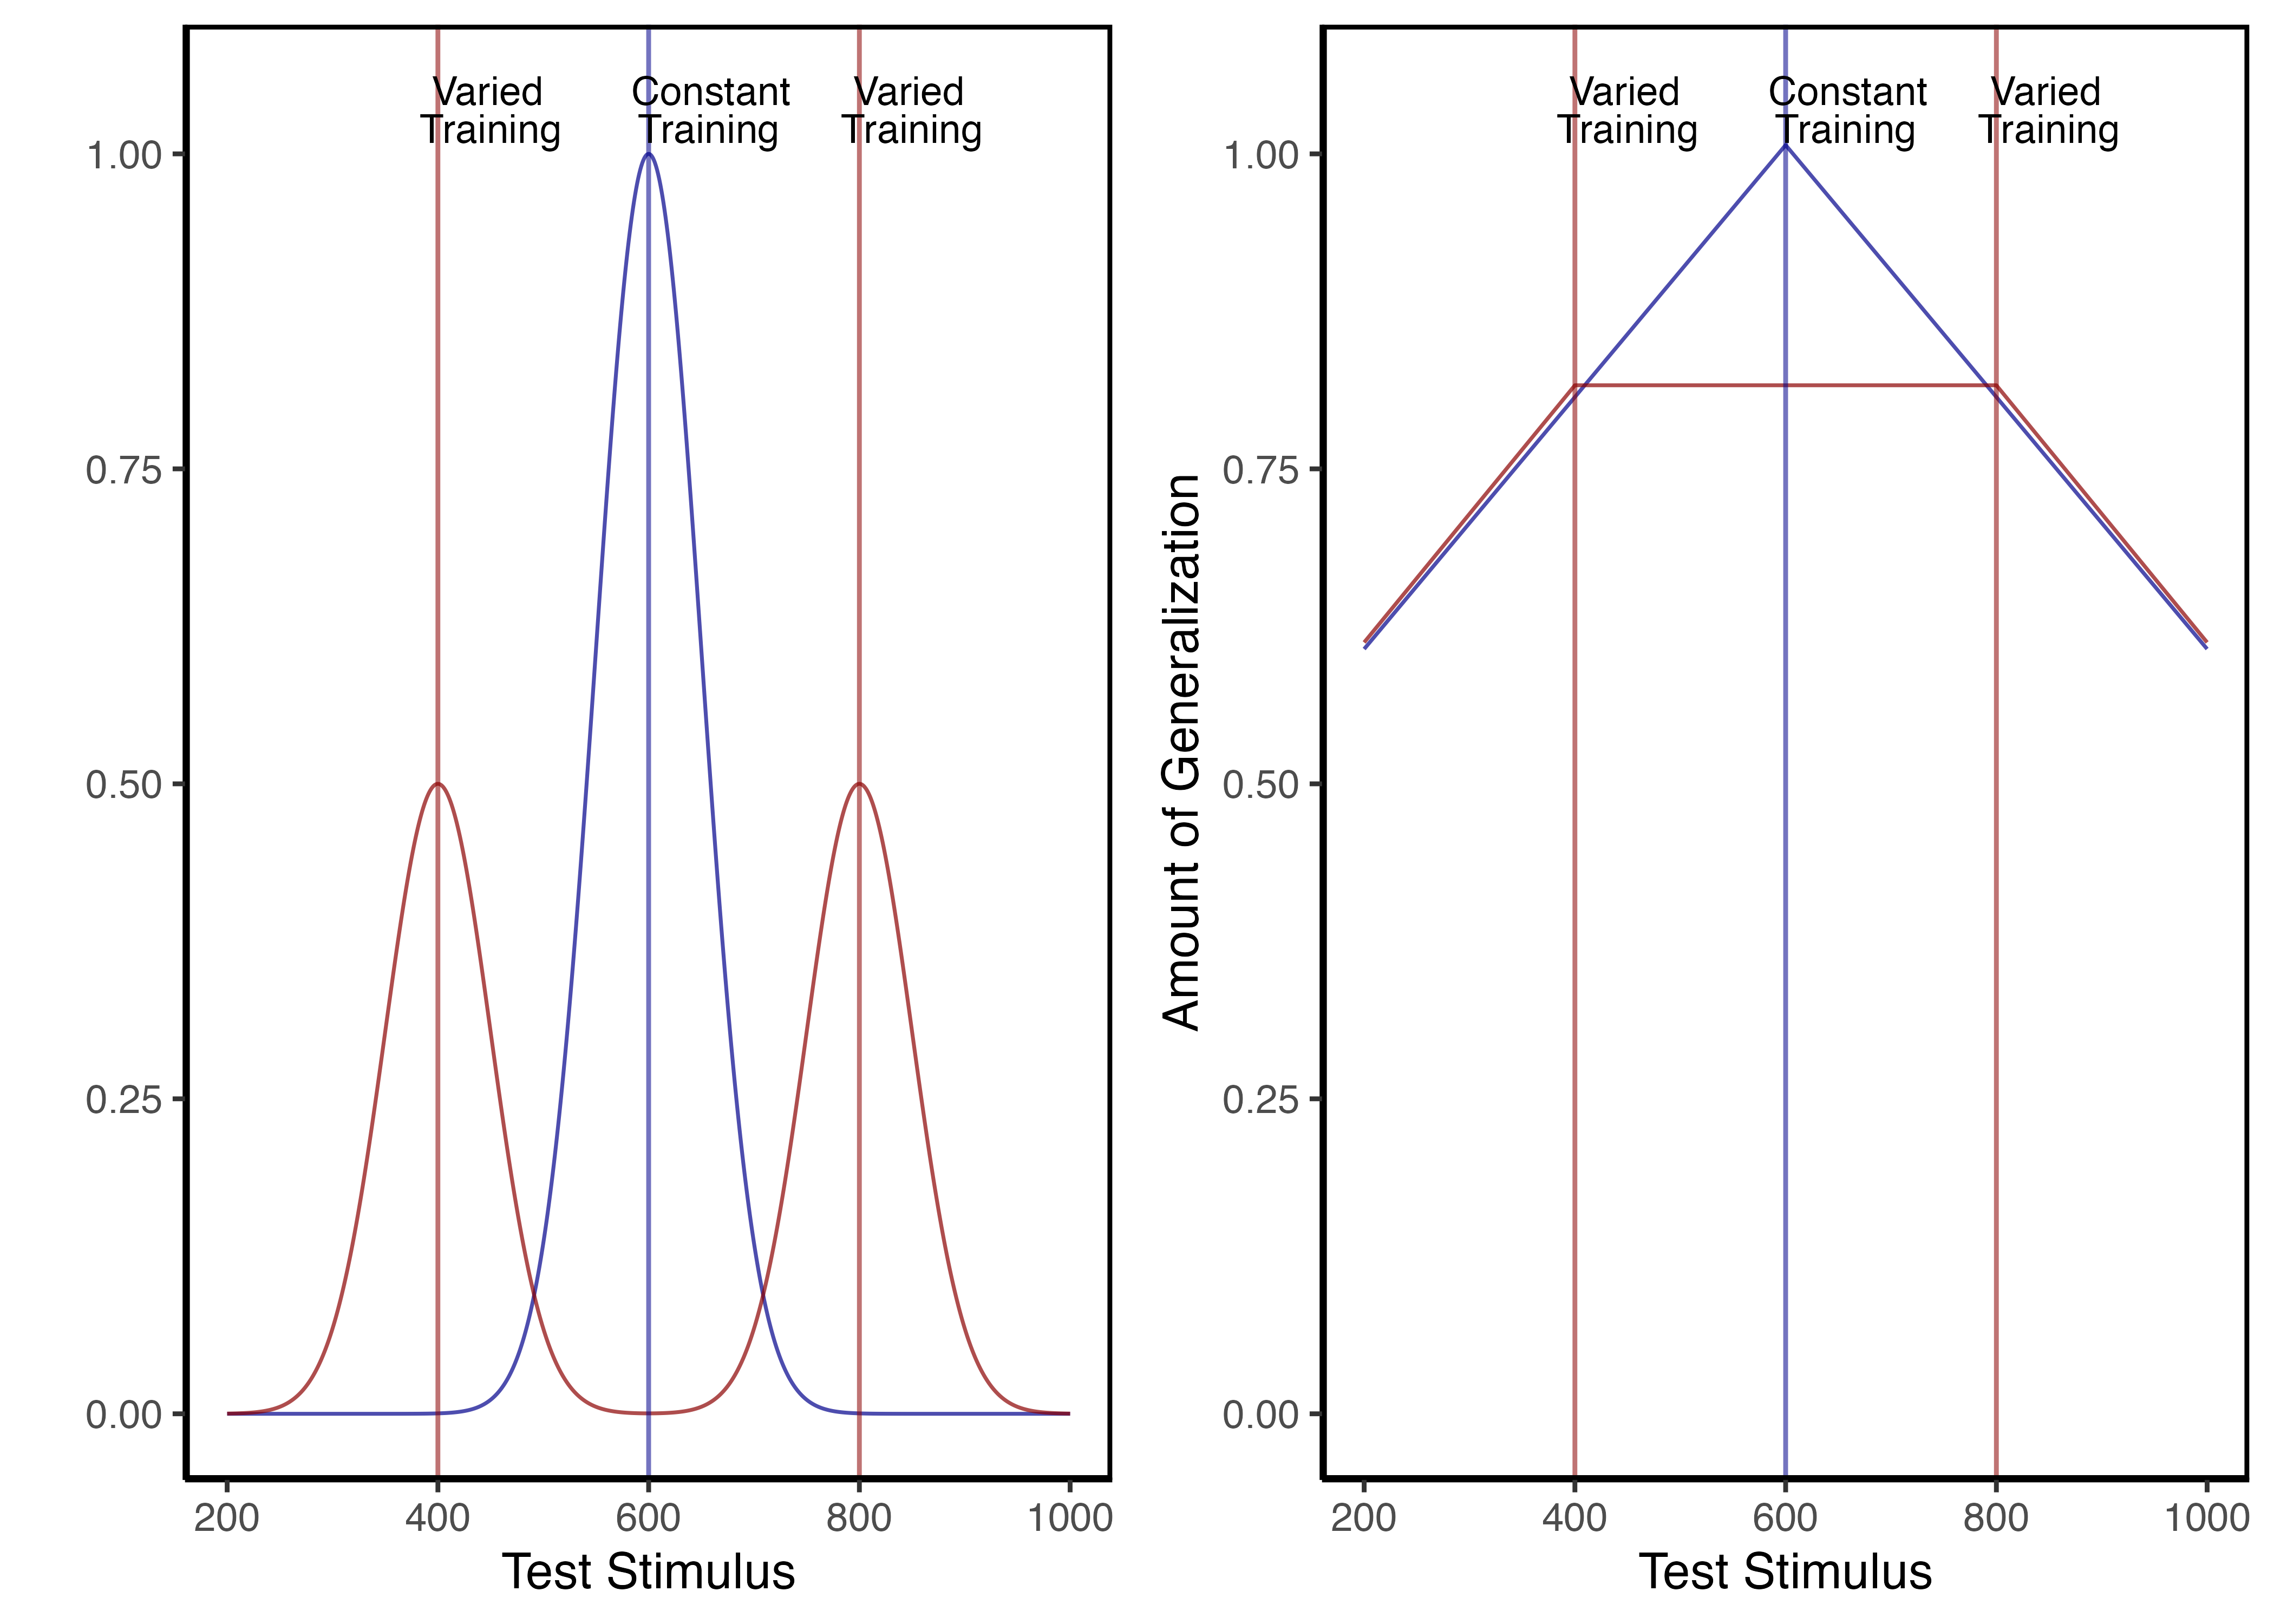 Varied
Training
Constant
Training
Varied
Training
1.00
0.75
0.50
0.25
0.00
200 400 600 800 1000
Test Stimulus
Amount of Generalization
Varied
Training
Constant
Training
Varied
Training
1.00
0.75
0.50
0.25
0.00
200 400 600 800 1000
Test Stimulus